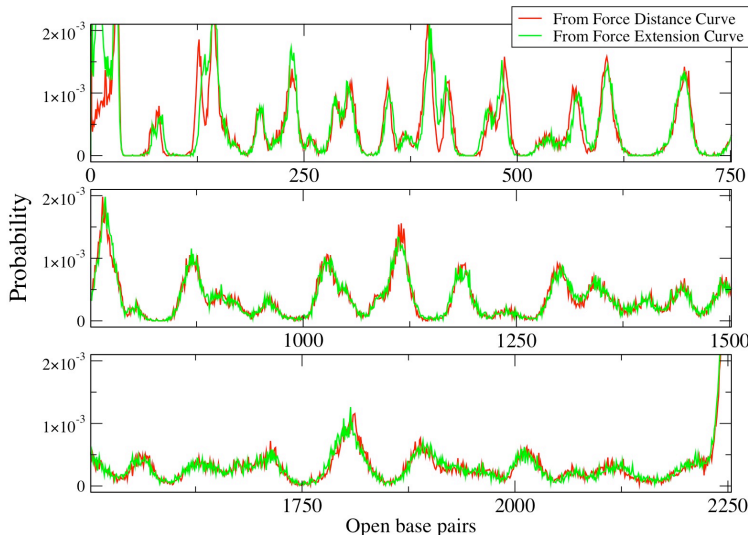 From Force Distance Curve
From Force Extension Curve
2×10⁻³
1×10⁻³
0
0 250 500 750
Probability
2×10⁻³
1×10⁻³
0
1000 1250 1500
2×10⁻³
1×10⁻³
0
1750 2000 2250
Open base pairs